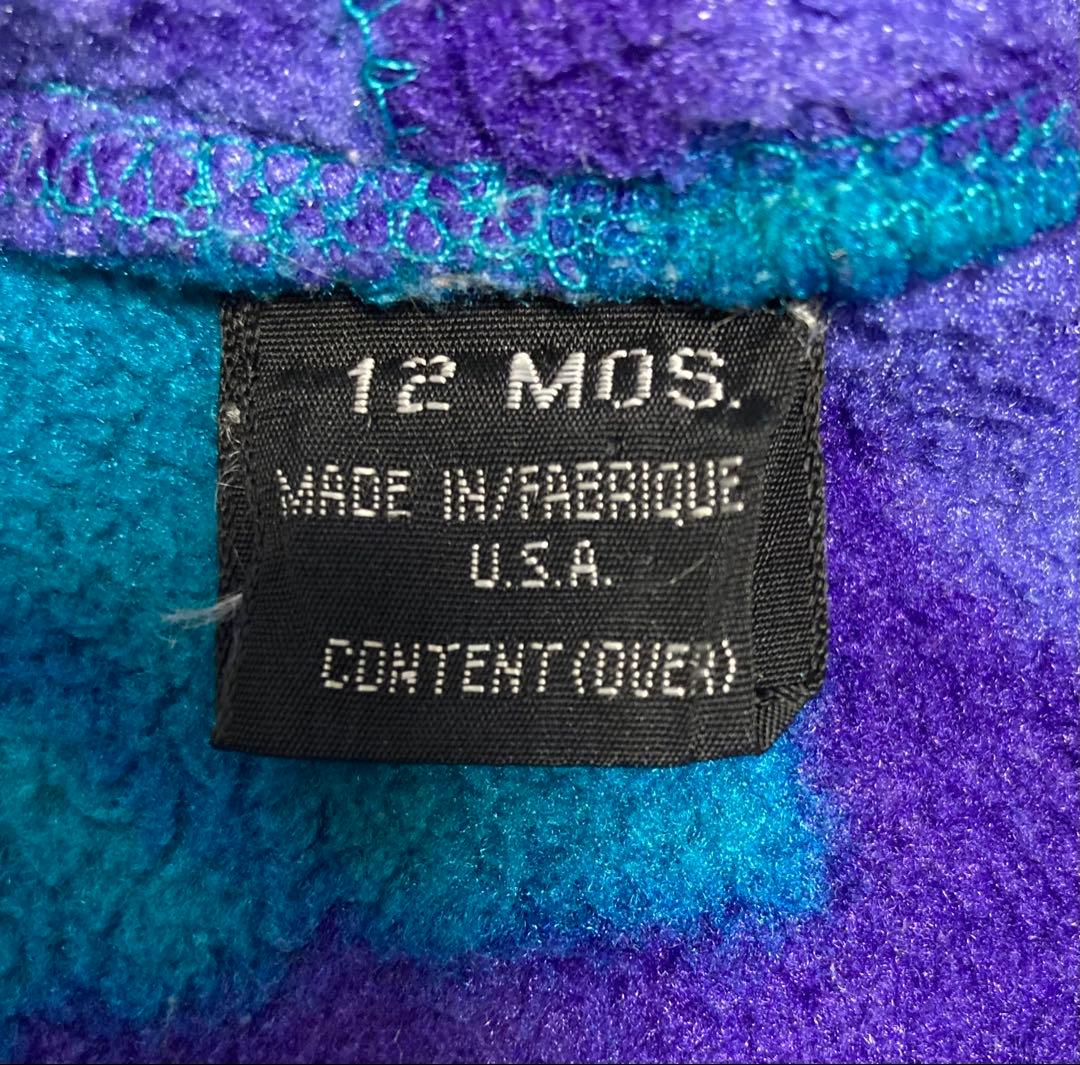 12 MOS.
MADE IN/FABRIQUE
U.S.A.
CONTENT (OVER)